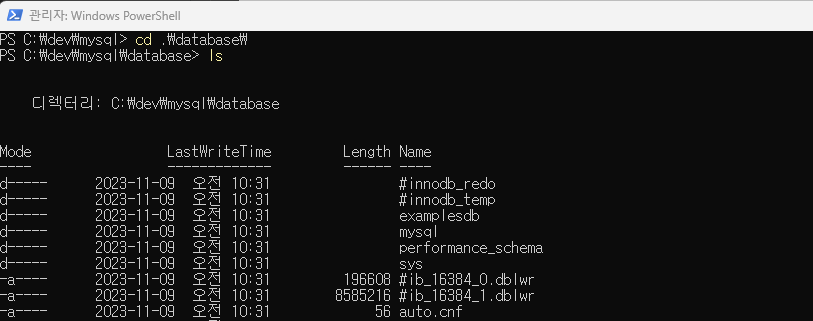 관리자: Windows PowerShell
PS C:₩dev₩mysql> cd .₩database₩
PS C:₩dev₩mysql₩database> ls
디렉터리: C:₩dev₩mysql₩database
Mode                 LastWriteTime         Length Name
----                 -------------         ------ ----
d-----      2023-11-09  오전 10:31                #innodb_redo
d-----      2023-11-09  오전 10:31                #innodb_temp
d-----      2023-11-09  오전 10:31                examplesdb
d-----      2023-11-09  오전 10:31                mysql
d-----      2023-11-09  오전 10:31                performance_schema
d-----      2023-11-09  오전 10:31                sys
-a----      2023-11-09  오전 10:31         196608 #ib_16384_0.dblwr
-a----      2023-11-09  오전 10:31        8585216 #ib_16384_1.dblwr
-a----      2023-11-09  오전 10:31             56 auto.cnf